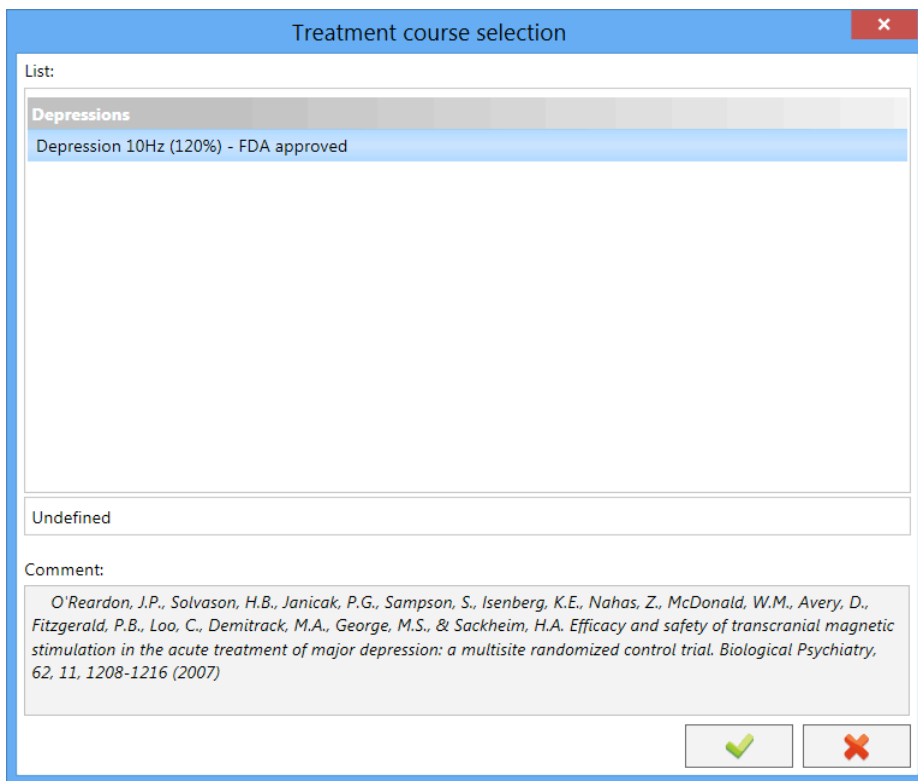 Treatment course selection
List:
Depressions
Depression 10Hz (120%) - FDA approved
Undefined
Comment:
O'Reardon, J.P., Solvason, H.B., Janicak, P.G., Sampson, S., Isenberg, K.E., Nahas, Z., McDonald, W.M., Avery, D.,
Fitzgerald, P.B., Loo, C., Demitrack, M.A., George, M.S., & Sackheim, H.A. Efficacy and safety of transcranial magnetic
stimulation in the acute treatment of major depression: a multisite randomized control trial. Biological Psychiatry,
62, 11, 1208-1216 (2007)